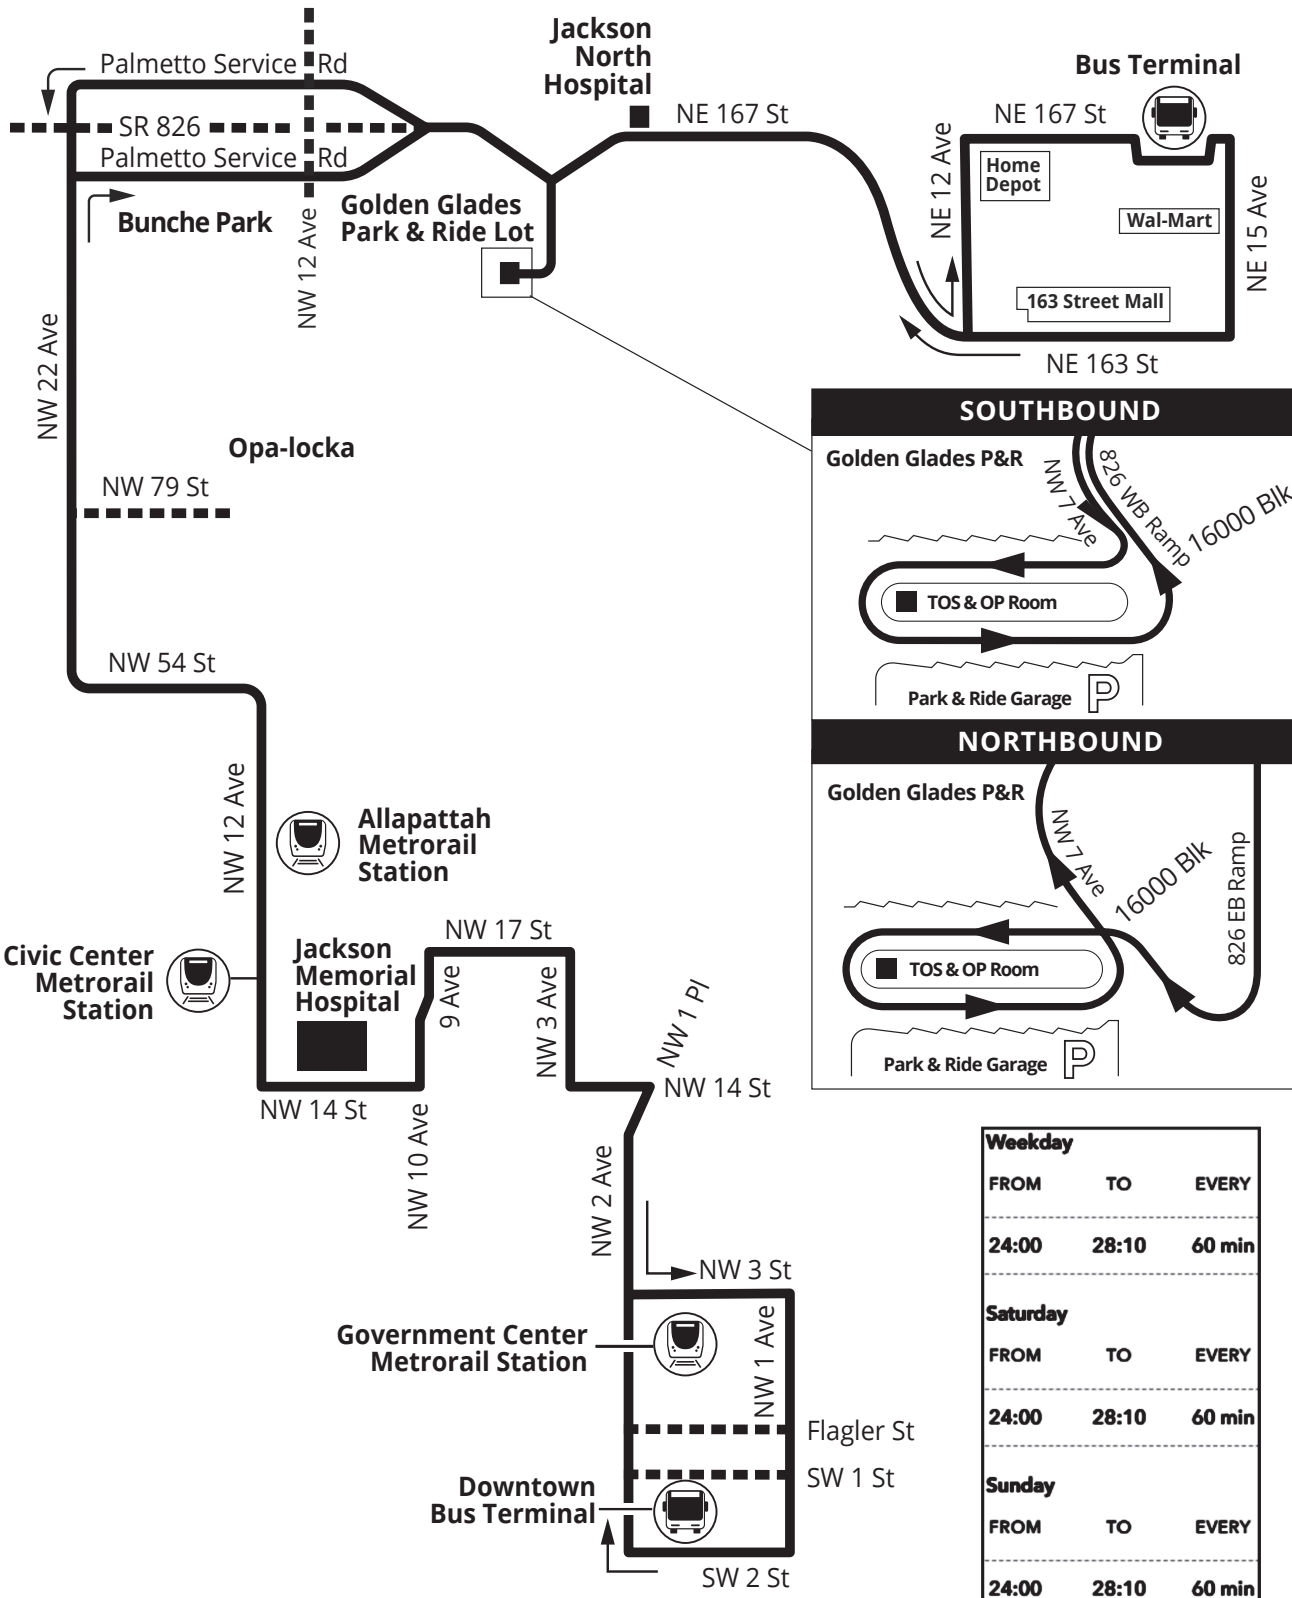 Jackson
North
Hospital
Palmetto Service Rd
Bus Terminal
NE 167 St
NE 167 St
SR 826
Palmetto Service Rd
NE 12 Ave
Home
Depot
Wal-Mart
NE 15 Ave
Bunche Park
NW 12 Ave
Golden Glades
Park & Ride Lot
163 Street Mall
NE 163 St
NW 22 Ave
SOUTHBOUND
Golden Glades P&R
NW 7 Ave
826 WB Ramp
16000 Blk
TOS & OP Room
Park & Ride Garage P
Opa-locka
NW 79 St
NW 54 St
NORTHBOUND
Golden Glades P&R
NW 7 Ave
16000 Blk
826 EB Ramp
TOS & OP Room
Park & Ride Garage P
NW 12 Ave
Allapattah
Metrorail
Station
Civic Center
Metrorail
Station
Jackson
Memorial
Hospital
NW 17 St
9 Ave
NW 3 Ave
NW 1 Pl
NW 14 St
NW 14 St
NW 10 Ave
NW 2 Ave
NW 3 St
Government Center
Metrorail Station
NW 1 Ave
Flagler St
SW 1 St
Downtown
Bus Terminal
SW 2 St
Weekday
FROM TO EVERY
24:00 28:10 60 min
Saturday
FROM TO EVERY
24:00 28:10 60 min
Sunday
FROM TO EVERY
24:00 28:10 60 min